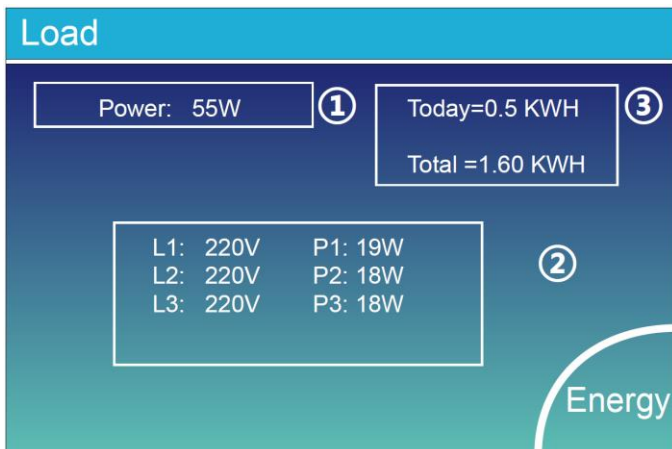 Load
Power: 55W
①
Today=0.5 KWH
③
Total =1.60 KWH
L1: 220V P1: 19W
L2: 220V P2: 18W
L3: 220V P3: 18W
②
Energy